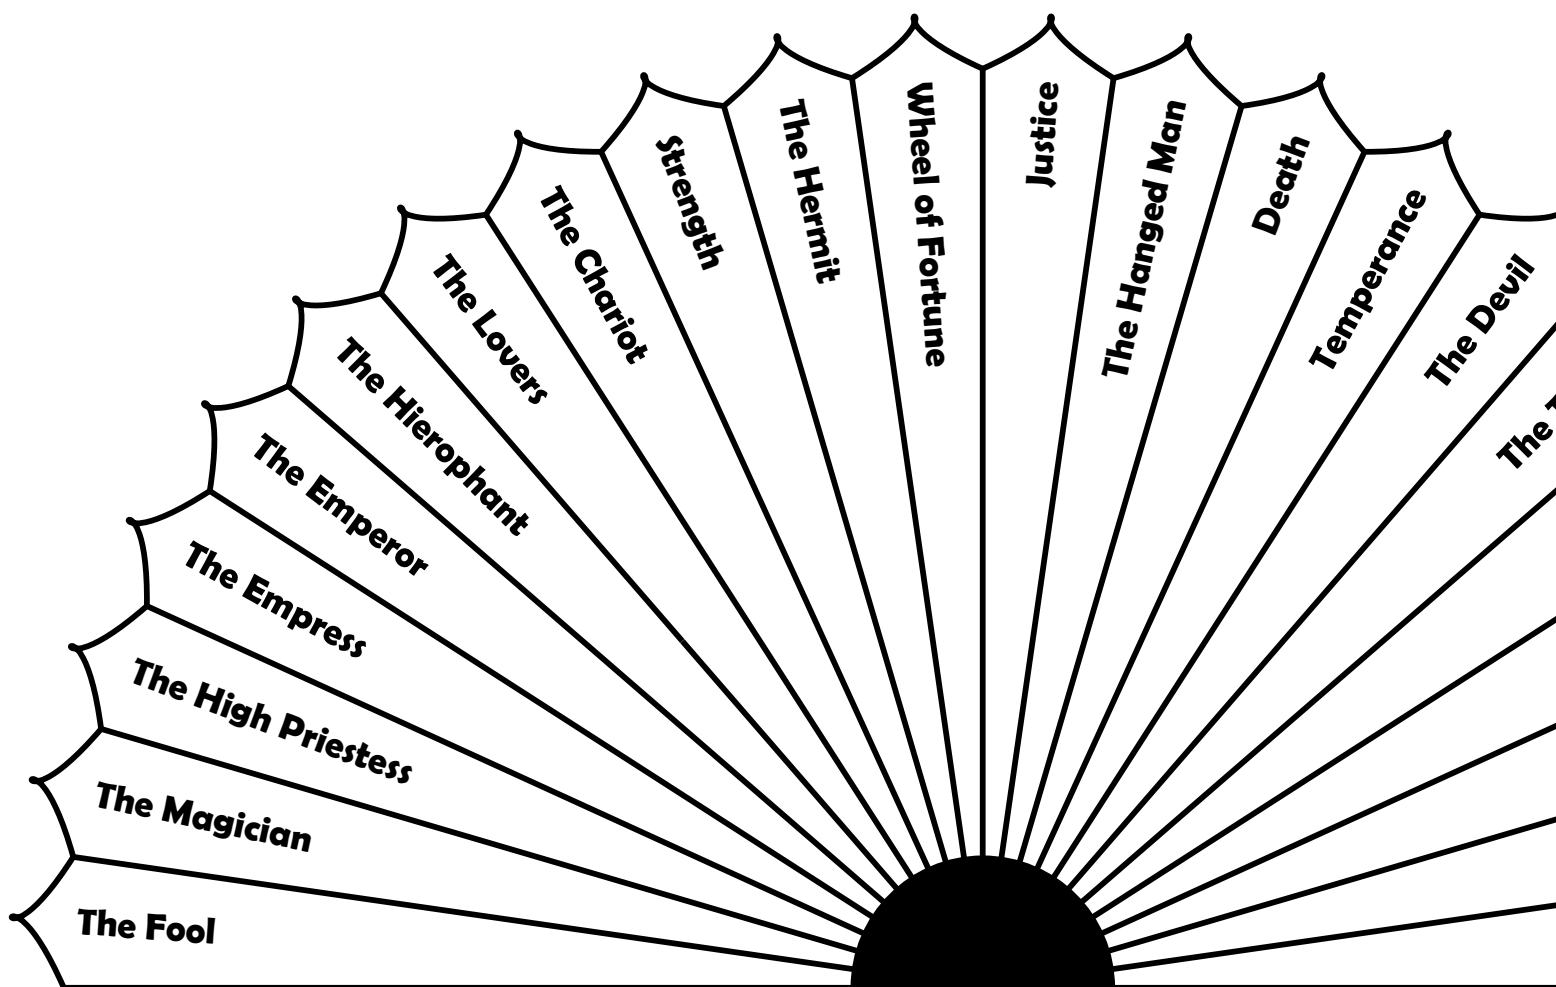 The Fool
The Magician
The High Priestess
The Empress
The Emperor
The Hierophant
The Lovers
The Chariot
Strength
The Hermit
Wheel of Fortune
Justice
The Hanged Man
Death
Temperance
The Devil
The